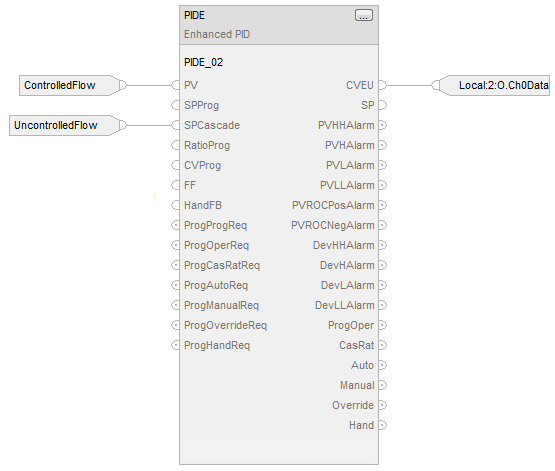 PIDE ...
Enhanced PID
PIDE_02
ControlledFlow PV CVEU Local:2:O.Ch0Data
SPProg SP
UncontrolledFlow SPCascade PVHHAlarm
RatioProg PVHAlarm
CVProg PVLAlarm
FF PVLLAlarm
HandFB PVROCPosAlarm
ProgProgReq PVROCNegAlarm
ProgOperReq DevHHAlarm
ProgCasRatReq DevHAlarm
ProgAutoReq DevLAlarm
ProgManualReq DevLLAlarm
ProgOverrideReq ProgOper
ProgHandReq CasRat
Auto
Manual
Override
Hand